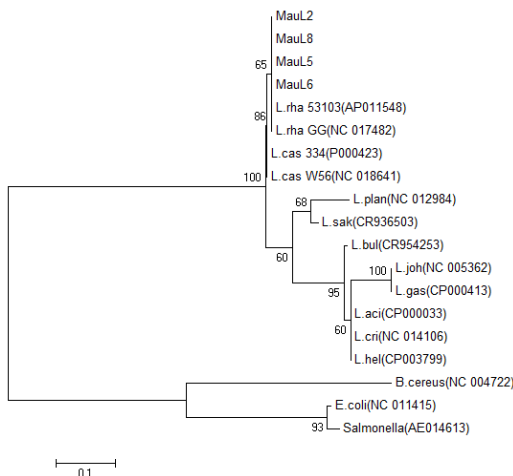 MauL2
MauL8
65
MauL5
MauL6
86
L.rha 53103(AP011548)
L.rha GG(NC 017482)
L.cas 334(P000423)
100
L.cas W56(NC 018641)
68
L.plan(NC 012984)
L.sak(CR936503)
60
L.bul(CR954253)
100
L.joh(NC 005362)
95
L.gas(CP000413)
L.aci(CP000033)
60
L.cri(NC 014106)
L.hel(CP003799)
B.cereus(NC 004722)
E.coli(NC 011415)
93
Salmonella(AE014613)
0.1